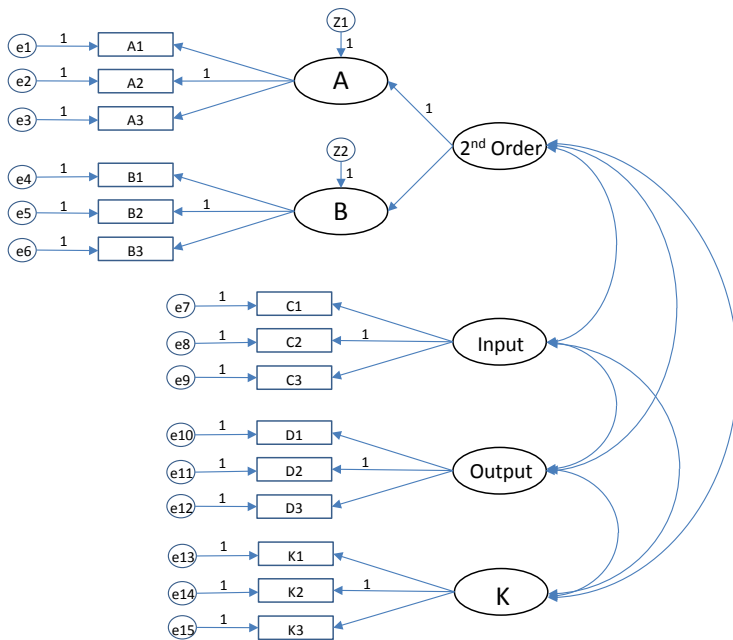 Z1
e1 1 A1 1
e2 1 A2 1 A
e3 1 A3 1
2nd Order
Z2
e4 1 B1 1
e5 1 B2 1 B
e6 1 B3
e7 1 C1
e8 1 C2 1 Input
e9 1 C3
e10 1 D1
e11 1 D2 1 Output
e12 1 D3
e13 1 K1
e14 1 K2 1 K
e15 1 K3